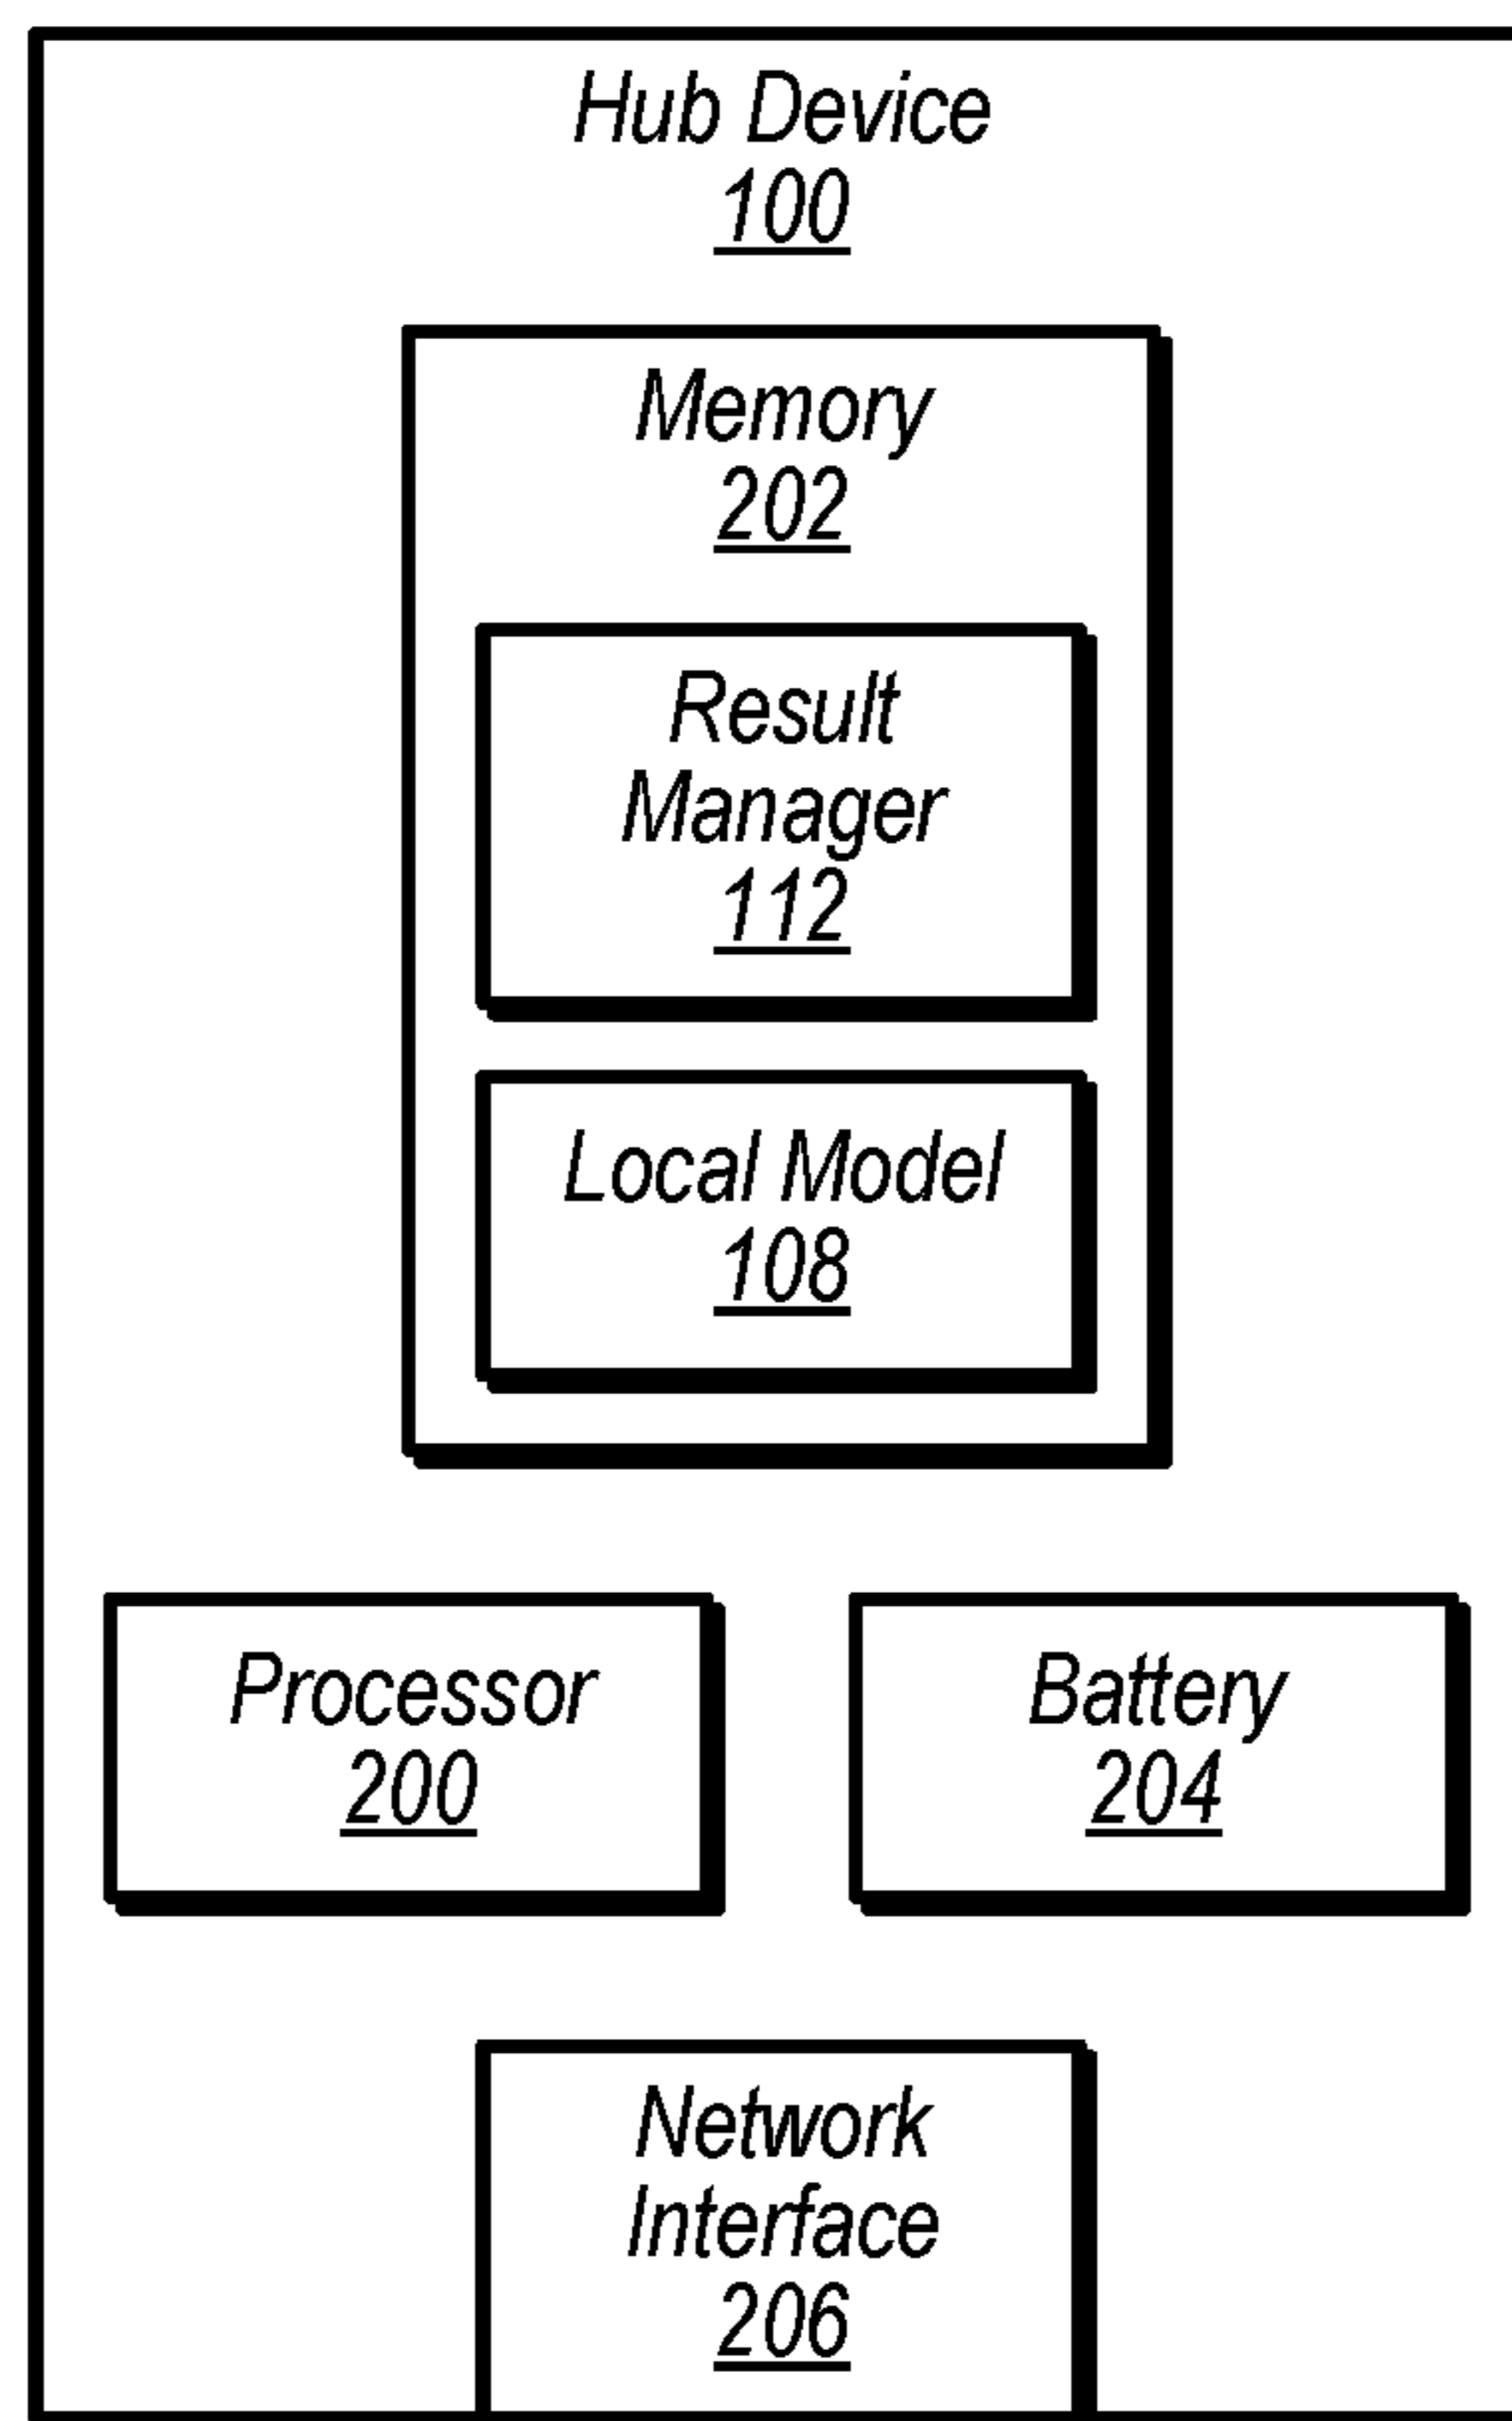 Hub Device
100
Memory
202
Result
Manager
112
Local Model
108
Processor
200
Battery
204
Network
Interface
206